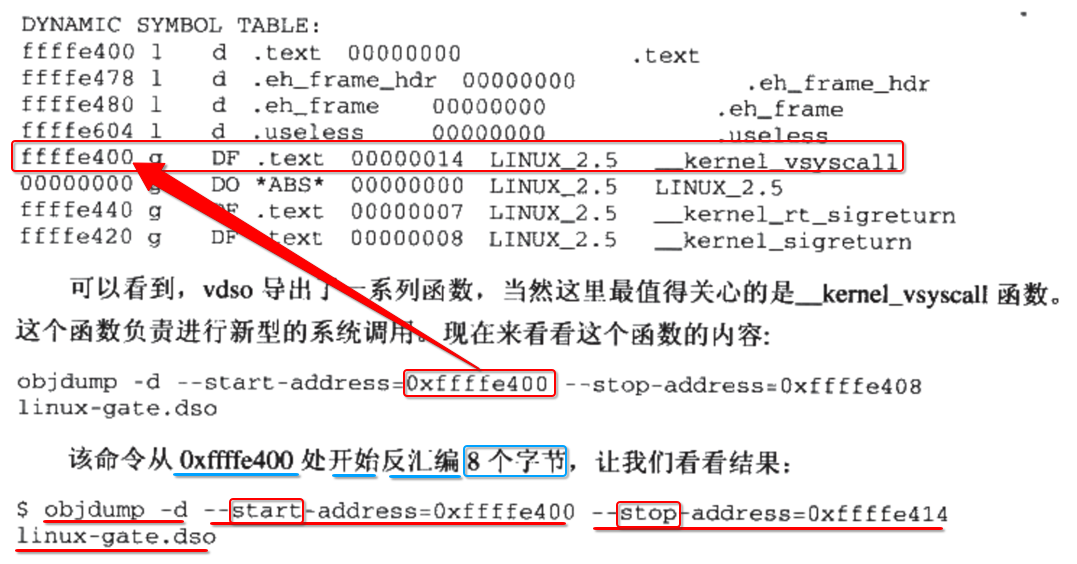 DYNAMIC SYMBOL TABLE:
ffffe400 l    d  .text  00000000              .text
ffffe478 l    d  .eh_frame_hdr  00000000              .eh_frame_hdr
ffffe480 l    d  .eh_frame    00000000              .eh_frame
ffffe604 l    d  .useless    00000000              .useless
ffffe400 g    DF  .text  00000014  LINUX_2.5   __kernel_vsyscall
00000000 g    DO  *ABS*  00000000  LINUX_2.5   LINUX_2.5
ffffe440 g    DF  .text  00000007  LINUX_2.5   __kernel_rt_sigreturn
ffffe420 g    DF  .text  00000008  LINUX_2.5   __kernel_sigreturn
可以看到，vdso 导出了一系列函数，当然这里最值得关心的是__kernel_vsyscall 函数。
这个函数负责进行新型的系统调用。现在来看看这个函数的内容:
objdump -d --start-address=0xffffe400 --stop-address=0xffffe408
linux-gate.dso
该命令从 0xffffe400 处开始反汇编 8 个字节，让我们看看结果：
$ objdump -d --start-address=0xffffe400 --stop-address=0xffffe414
linux-gate.dso